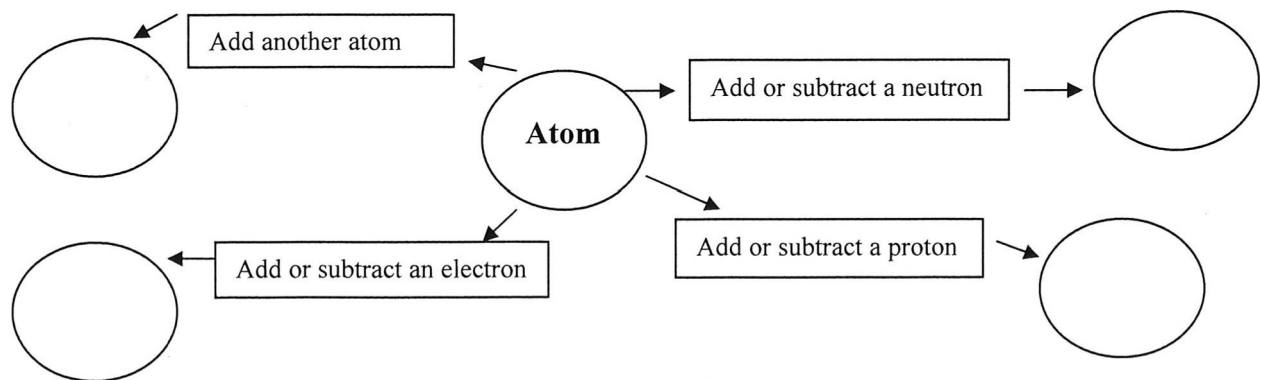 Add another atom
Add or subtract a neutron
Atom
Add or subtract a proton
Add or subtract an electron